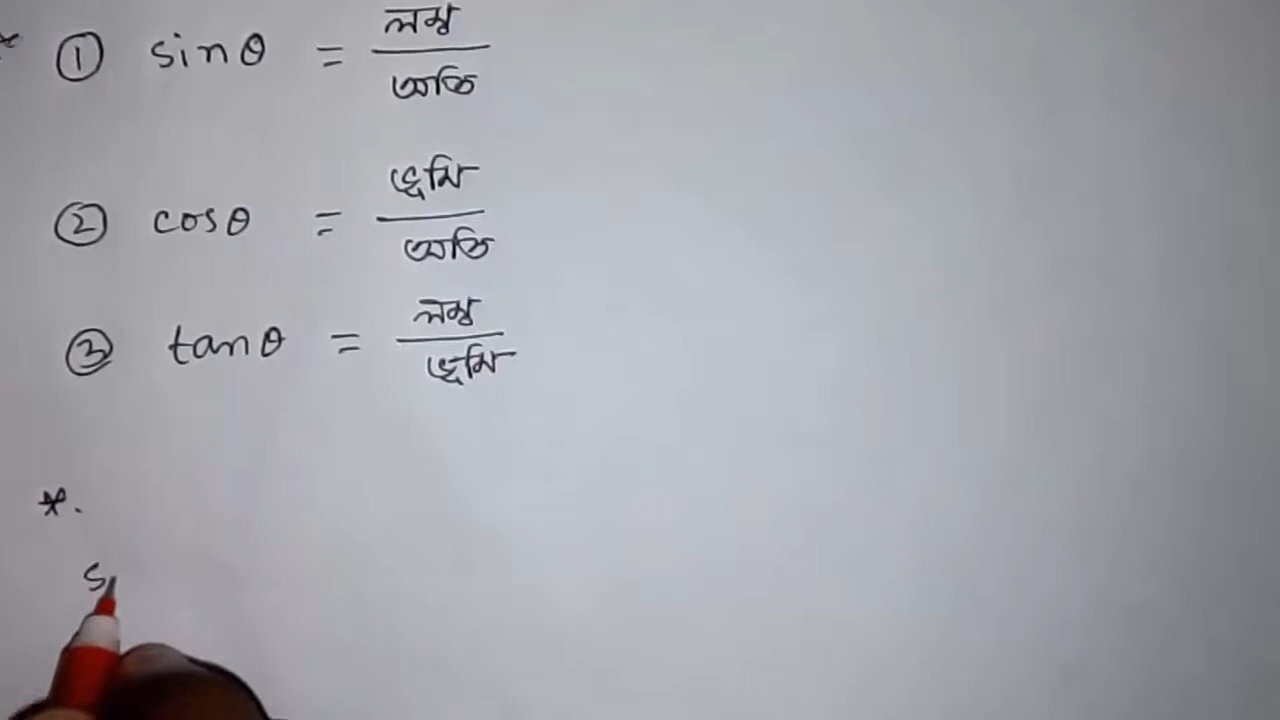 * ① sinθ = লম্ব / অতি
② cosθ = ভূমি / অতি
③ tanθ = লম্ব / ভূমি
*.
s